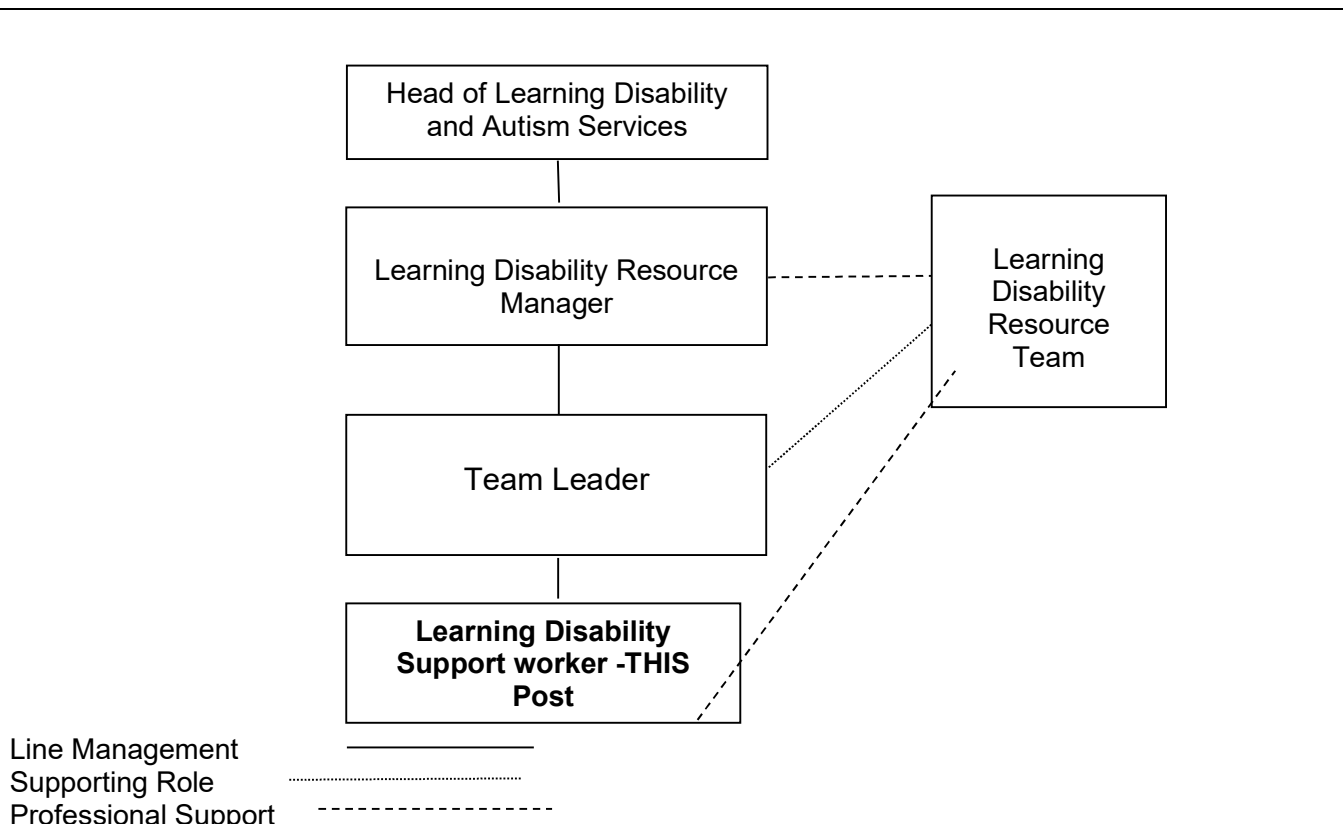 Head of Learning Disability
and Autism Services
Learning Disability Resource
Manager
Learning
Disability
Resource
Team
Team Leader
Learning Disability
Support worker -THIS
Post
Line Management
Supporting Role
Professional Support